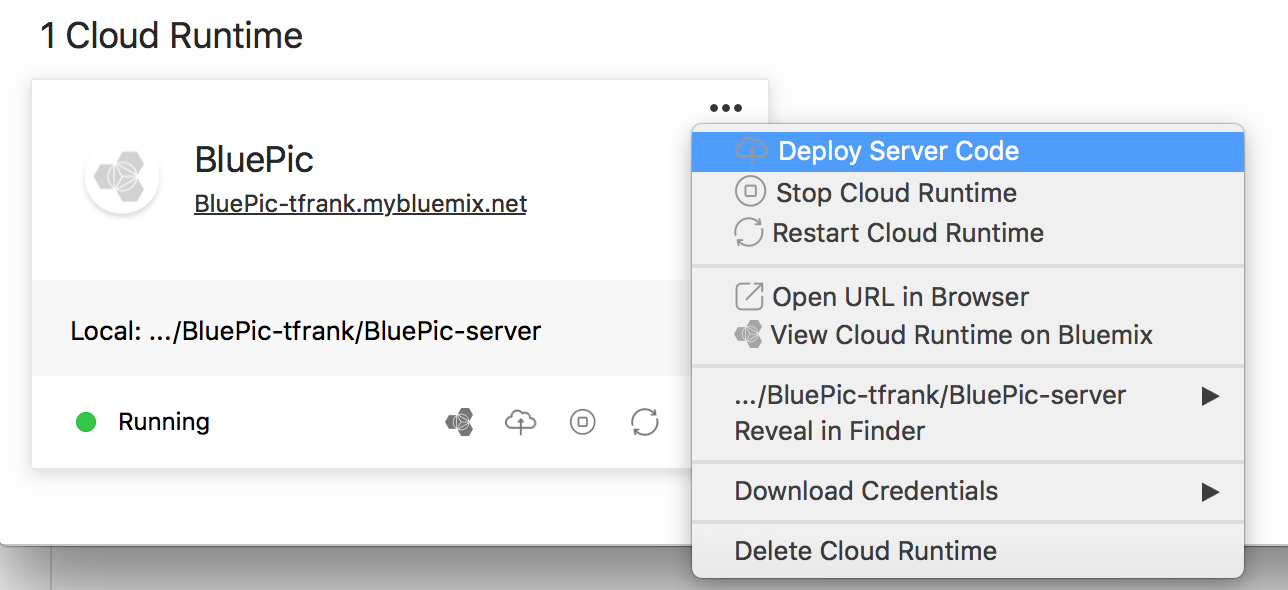 1 Cloud Runtime
BluePic
BluePic-tfrank.mybluemix.net
Local: .../BluePic-tfrank/BluePic-server
Running
Deploy Server Code
Stop Cloud Runtime
Restart Cloud Runtime
Open URL in Browser
View Cloud Runtime on Bluemix
.../BluePic-tfrank/BluePic-server
Reveal in Finder
Download Credentials
Delete Cloud Runtime